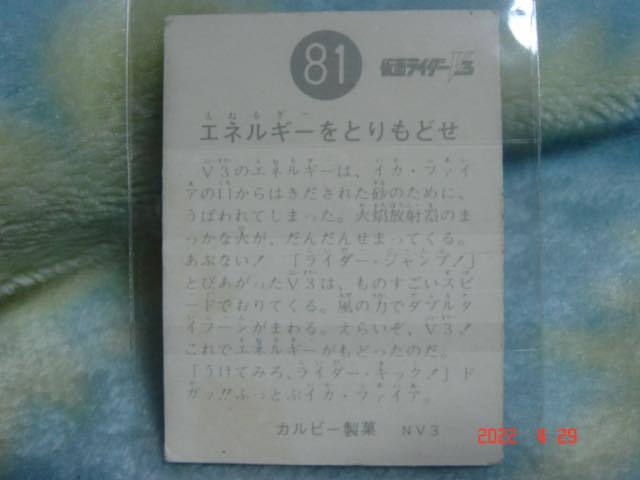 81
仮面ライダーV3
エネルギーをとりもどせ
V3のエネルギーは、イカ・ファイ
アの口からはきだされた砂のために、
うばわれてしまった。火焰放射器のま
っかな火が、だんだんせまってくる。
あぶない!「ライダー・ジャンプ!」
とびあがったV3は、ものすごいスピ
ードでおりてくる。風の力でダブルタ
イフーンがまわる。えらいぞ、V3!
これでエネルギーがもどったのだ。
「うけてみろ、ライダー・キック!」ド
ガッ!!ふっとぶイカ・ファイア。
カルビー製菓 NV3
2022 4 29